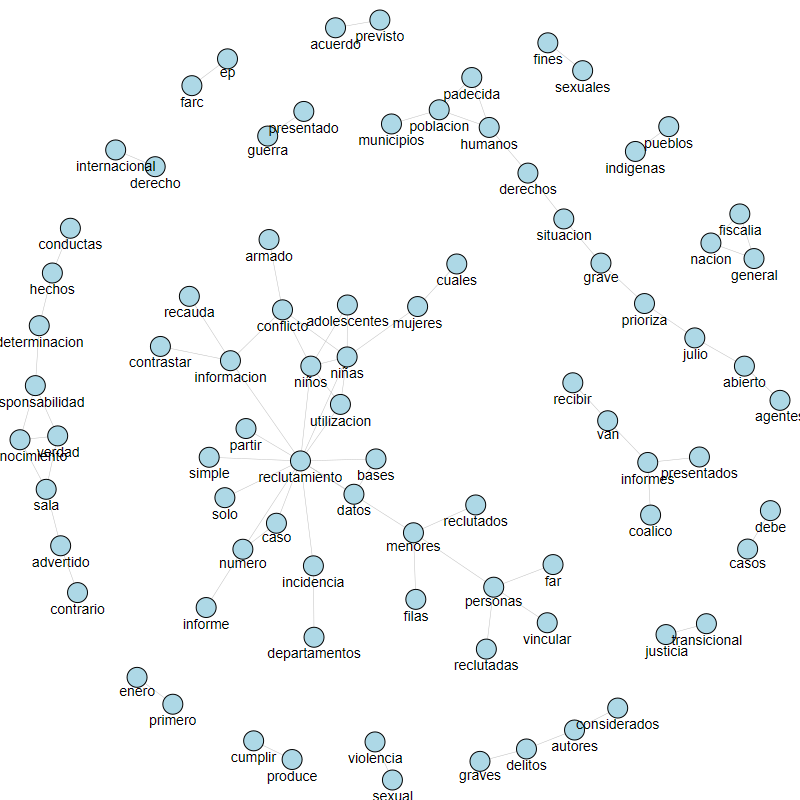 previsto
acuerdo
fines
ep
sexuales
padecida
farc
presentado
poblacion
municipios
humanos
pueblos
guerra
indigenas
internacional
derecho
derechos
fiscalia
situacion
conductas
nacion
general
armado
grave
cuales
hechos
recauda
prioriza
adolescentes
mujeres
conflicto
determinacion
julio
contrastar
niñas
informacion
niños
abierto
recibir
sponsabilidad
agentes
utilizacion
van
partir
verdad
nocimiento
simple
reclutamiento
bases
informes
presentados
sala
datos
solo
reclutados
coalico
debe
caso
menores
advertido
numero
casos
incidencia
far
personas
contrario
filas
informe
vincular
transicional
justicia
departamentos
reclutadas
enero
primero
considerados
autores
cumplir
violencia
delitos
produce
graves
sexual